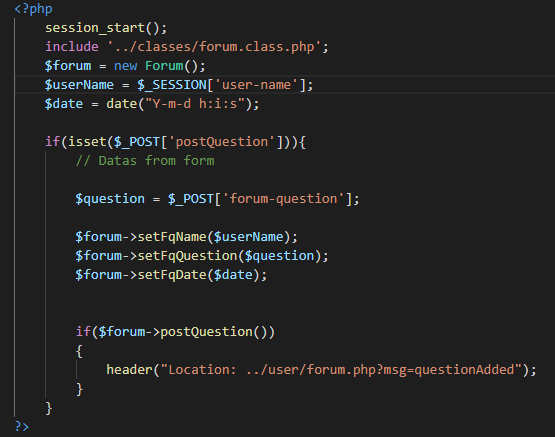 <?php
session_start();
include '../classes/forum.class.php';
$forum = new Forum();
$userName = $_SESSION['user-name'];
$date = date("Y-m-d h:i:s");
if(isset($_POST['postQuestion'])){
// Datas from form
$question = $_POST['forum-question'];
$forum->setFqName($userName);
$forum->setFqQuestion($question);
$forum->setFqDate($date);
if($forum->postQuestion())
{
header("Location: ../user/forum.php?msg=questionAdded");
}
}
?>